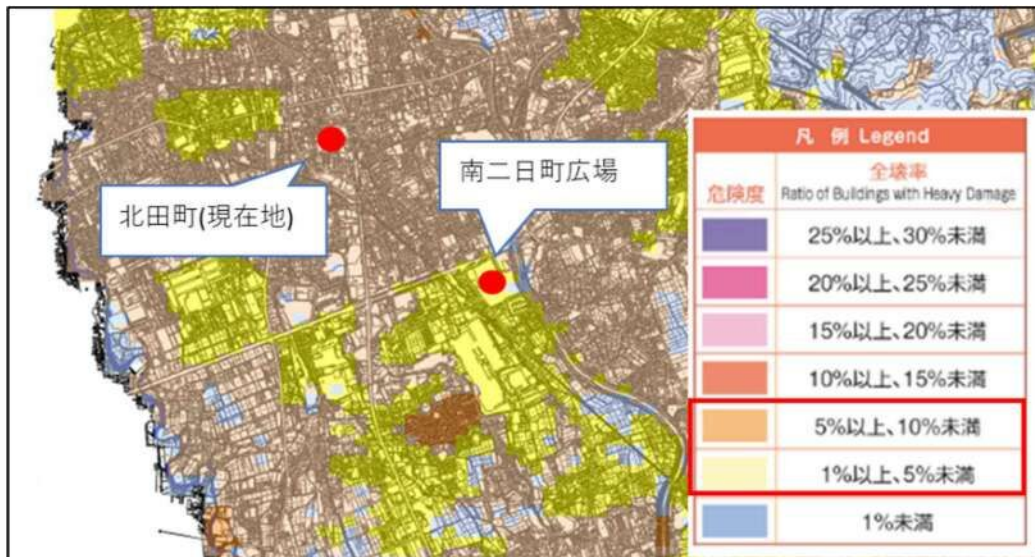 南二日町広場
北田町(現在地)
凡 例 Legend
危険度
全壊率
Ratio of Buildings with Heavy Damage
25%以上、30%未満
20%以上、25%未満
15%以上、20%未満
10%以上、15%未満
5%以上、10%未満
1%以上、5%未満
1%未満